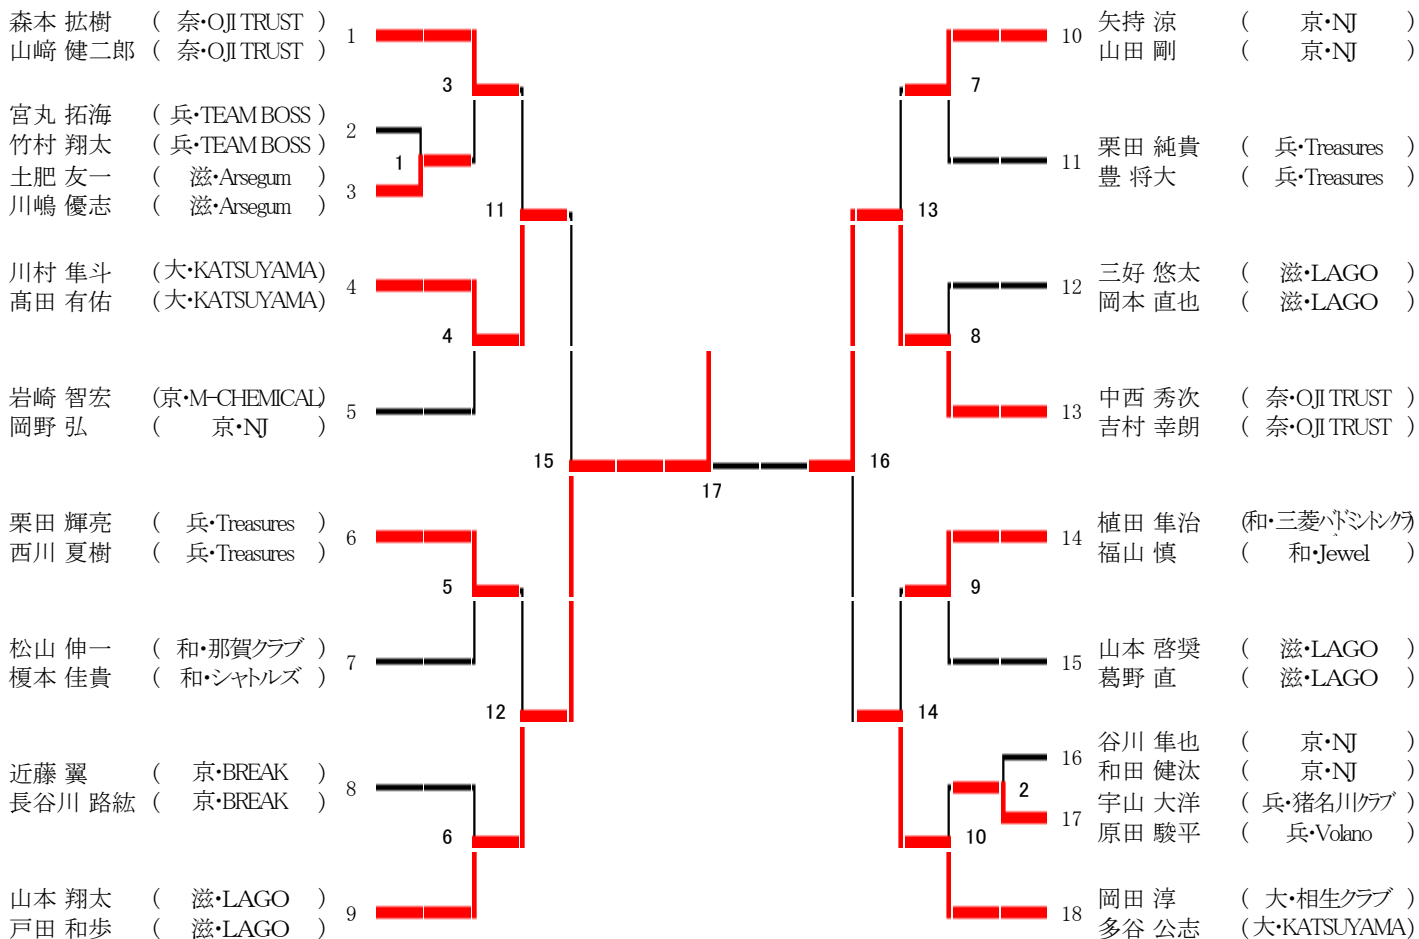 森本 拡樹 ( 奈・OJI TRUST ) 1
山﨑 健二郎 ( 奈・OJI TRUST )
3
宮丸 拓海 ( 兵・TEAM BOSS ) 2
竹村 翔太 ( 兵・TEAM BOSS )
1
土肥 友一 ( 滋・Arsegum ) 3
川嶋 優志 ( 滋・Arsegum )
11
川村 隼斗 (大・KATSUYAMA) 4
髙田 有佑 (大・KATSUYAMA)
4
岩崎 智宏 (京・M-CHEMICAL) 5
岡野 弘 ( 京・NJ )
15
栗田 輝亮 ( 兵・Treasures ) 6
西川 夏樹 ( 兵・Treasures )
5
松山 伸一 ( 和・那賀クラブ ) 7
榎本 佳貴 ( 和・シャトルズ )
12
近藤 翼 ( 京・BREAK ) 8
長谷川 路紘 ( 京・BREAK )
6
山本 翔太 ( 滋・LAGO ) 9
戸田 和歩 ( 滋・LAGO )
17
10 矢持 涼 ( 京・NJ )
山田 剛 ( 京・NJ )
7
11 栗田 純貴 ( 兵・Treasures )
豊 将大 ( 兵・Treasures )
13
12 三好 悠太 ( 滋・LAGO )
岡本 直也 ( 滋・LAGO )
8
13 中西 秀次 ( 奈・OJI TRUST )
吉村 幸朗 ( 奈・OJI TRUST )
16
14 植田 隼治 (和・三菱バドミントンクラ
福山 慎 ( 和・Jewel )
9
15 山本 啓奨 ( 滋・LAGO )
葛野 直 ( 滋・LAGO )
14
16 谷川 隼也 ( 京・NJ )
和田 健汰 ( 京・NJ )
2
17 宇山 大洋 ( 兵・猪名川クラブ )
原田 駿平 ( 兵・Volano )
10
18 岡田 淳 ( 大・相生クラブ )
多谷 公志 (大・KATSUYAMA)